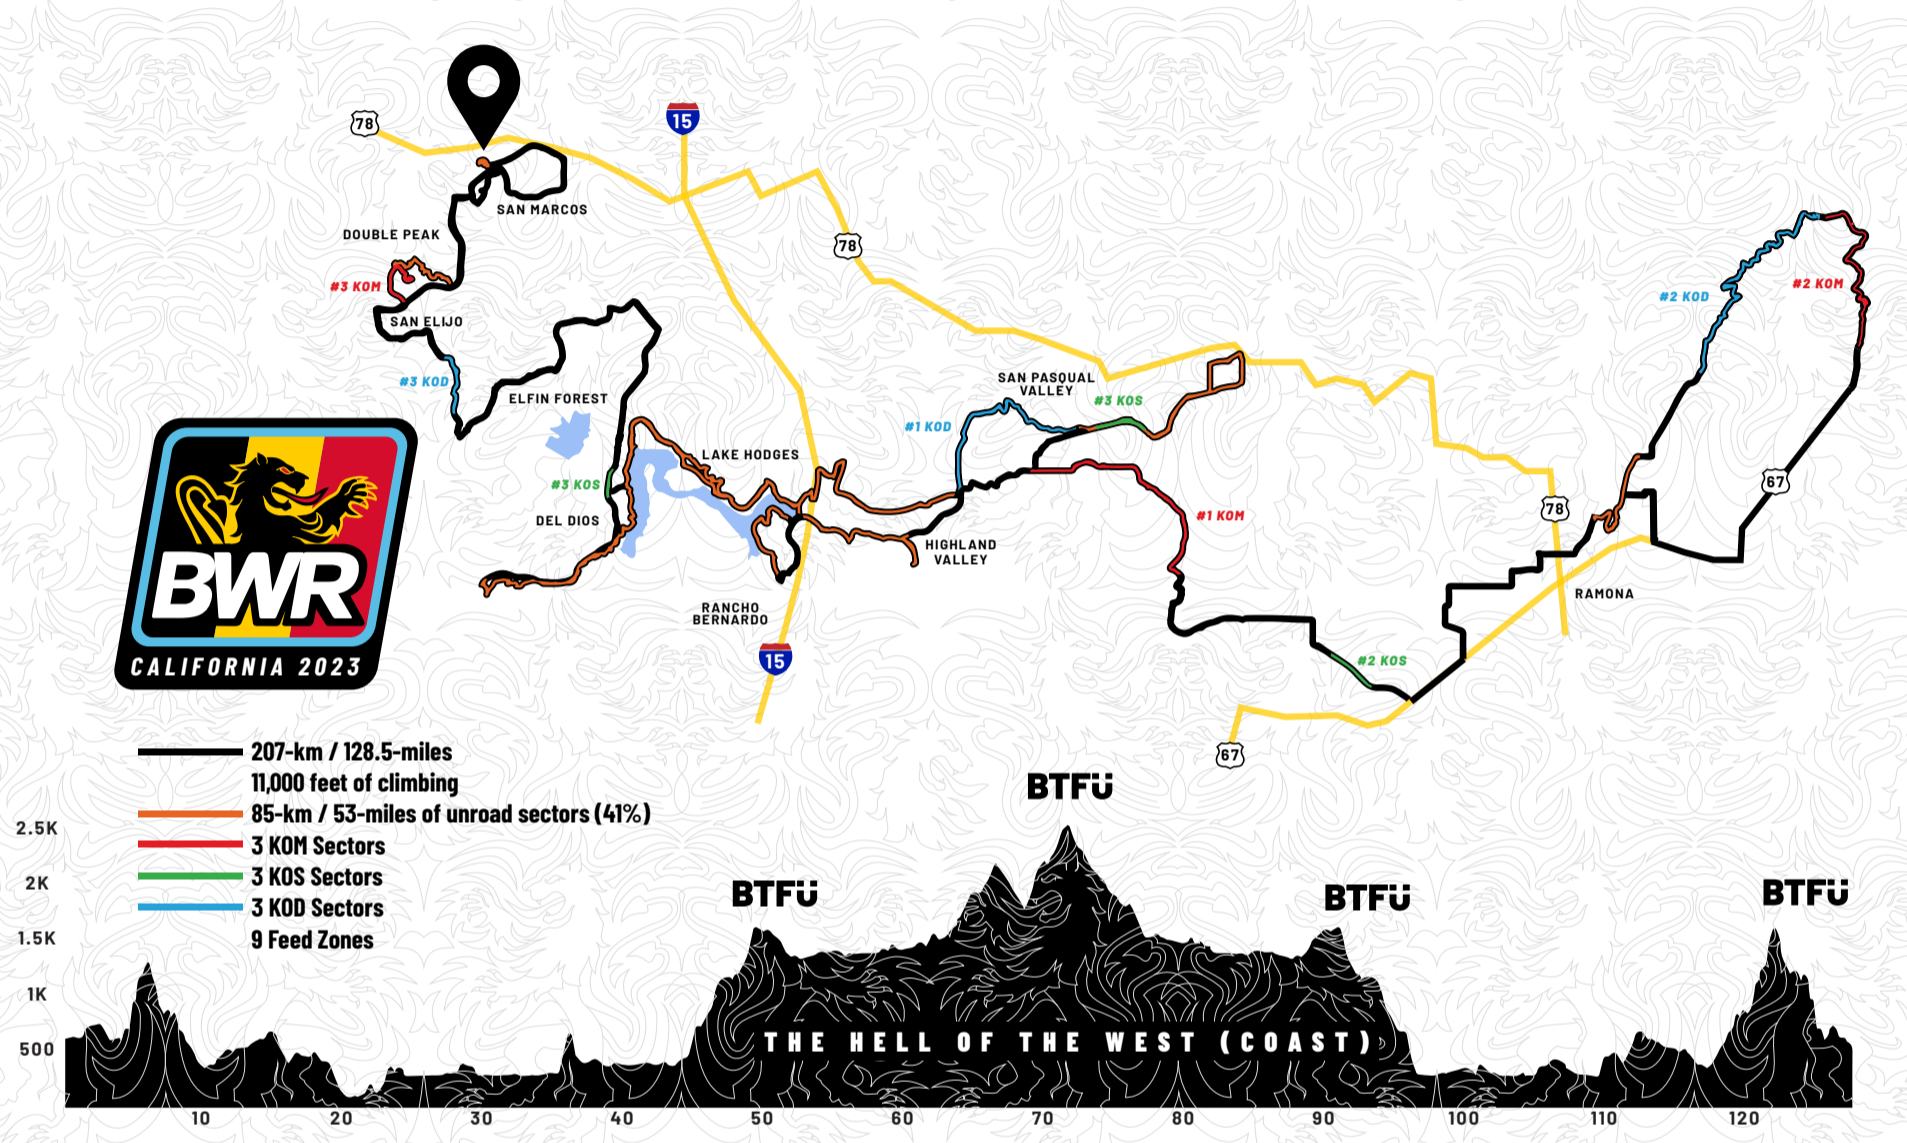 78
15
SAN MARCOS
DOUBLE PEAK
78
#3 KOM
#2 KOD
#2 KOM
SAN ELIJO
#3 KOD
SAN PASQUAL
VALLEY
#3 KOS
ELFIN FOREST
#1 KOD
LAKE HODGES
#3 KOS
67
78
DEL DIOS
#1 KOM
HIGHLAND
VALLEY
RAMONA
RANCHO
BERNARDO
15
#2 KOS
67
BWR
CALIFORNIA 2023
207-km / 128.5-miles
11,000 feet of climbing
85-km / 53-miles of unroad sectors (41%)
3 KOM Sectors
3 KOS Sectors
3 KOD Sectors
9 Feed Zones
BTFÜ
BTFÜ
BTFÜ
BTFÜ
2.5K
2K
1.5K
1K
500
THE HELL OF THE WEST (COAST)
10 20 30 40 50 60 70 80 90 100 110 120